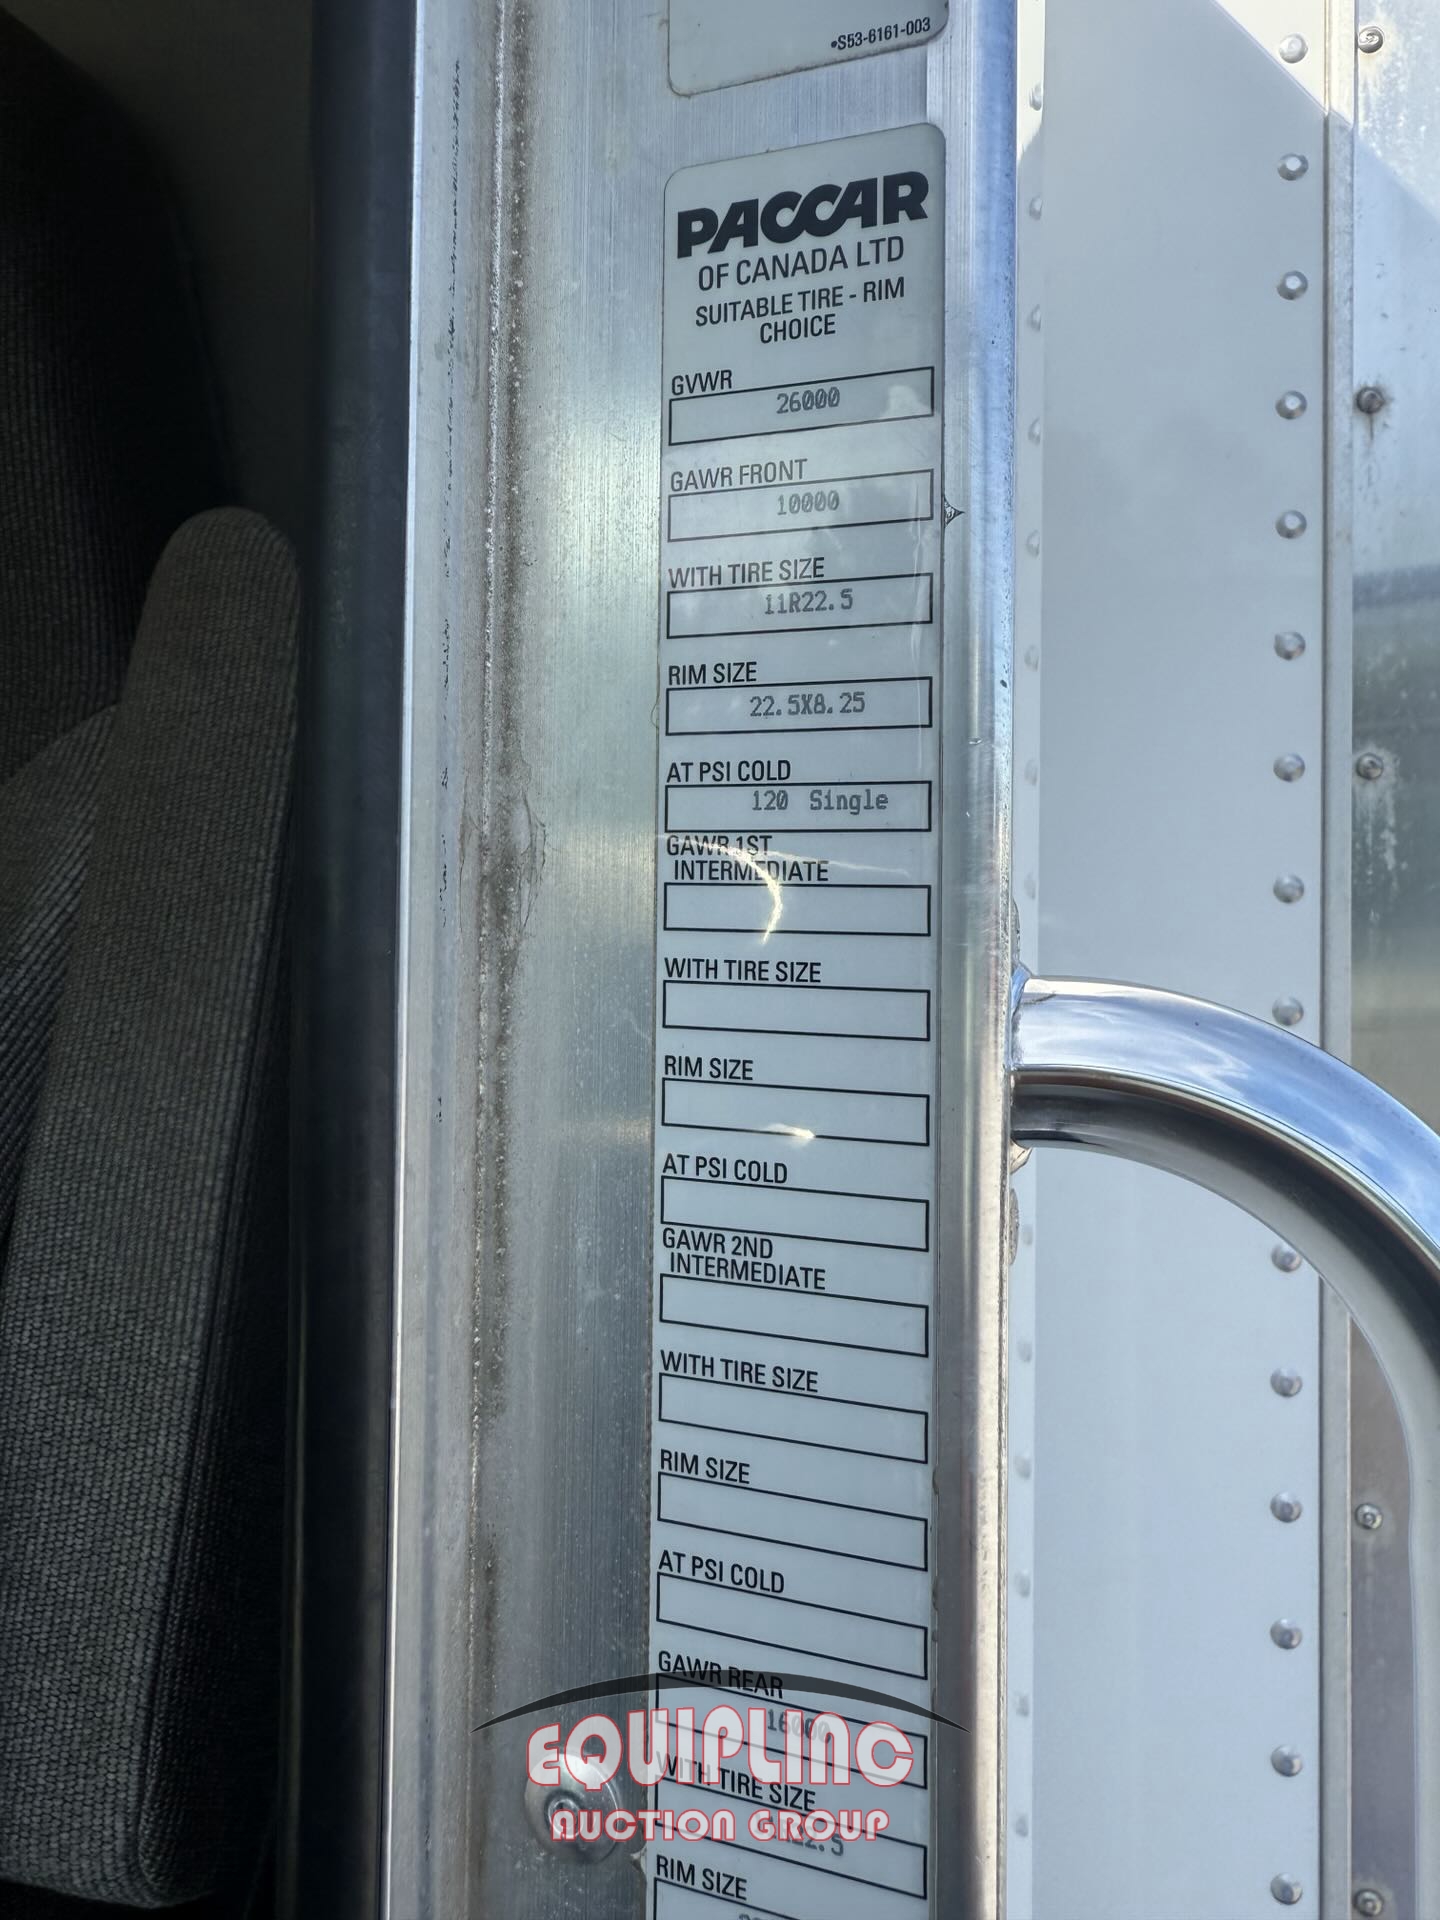 •S53-6161-003
PACCAR
OF CANADA LTD
SUITABLE TIRE - RIM
CHOICE
GVWR
26000
GAWR FRONT
10000
WITH TIRE SIZE
11R22.5
RIM SIZE
22.5X8.25
AT PSI COLD
120 Single
GAWR 1ST
INTERMEDIATE
WITH TIRE SIZE
RIM SIZE
AT PSI COLD
GAWR 2ND
INTERMEDIATE
WITH TIRE SIZE
RIM SIZE
AT PSI COLD
GAWR REAR
16000
EQUIPLINC
WITH TIRE SIZE
AUCTION GROUP
RIM SIZE